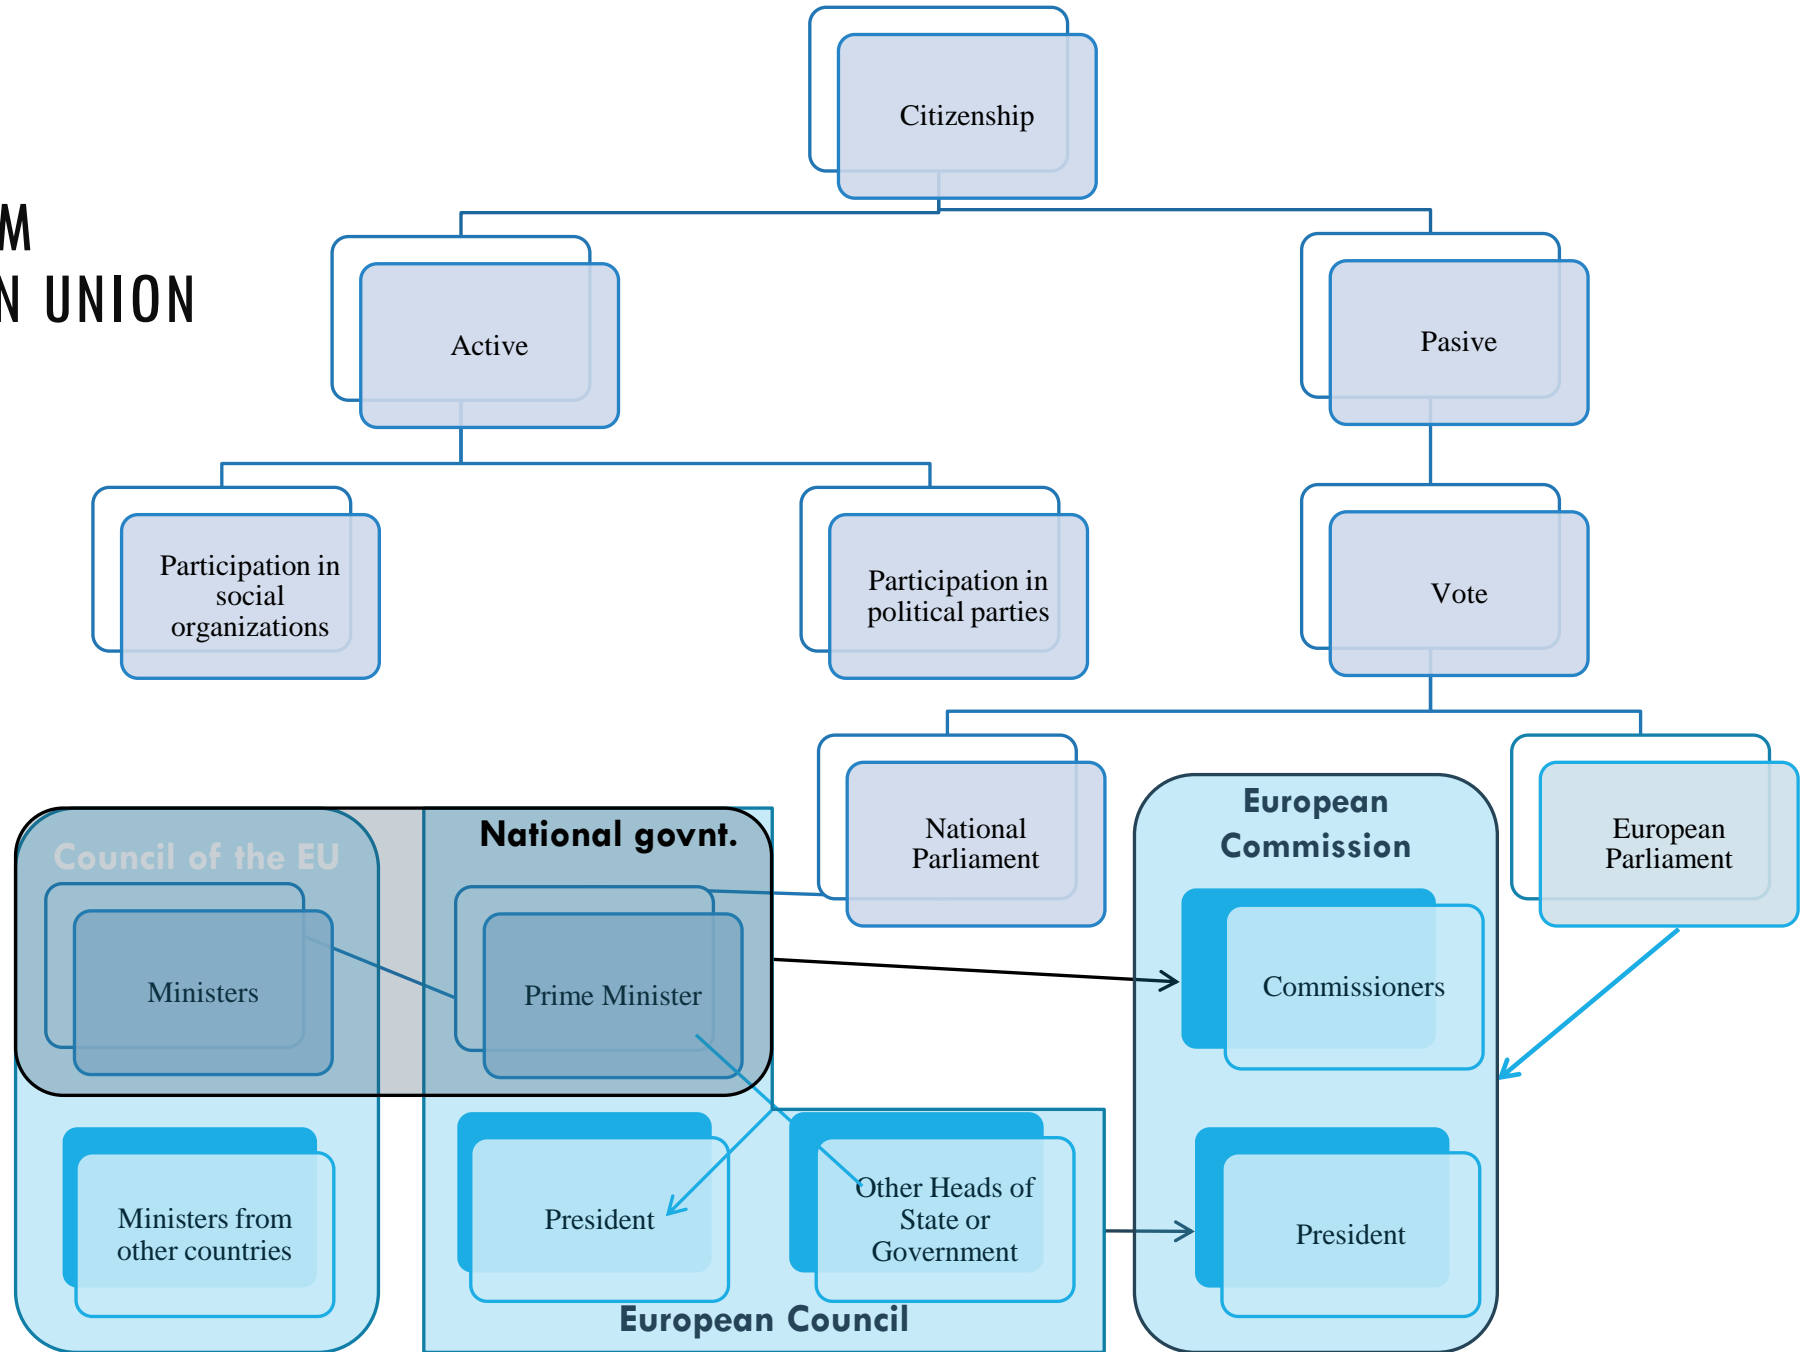 Citizenship
M
N UNION
Active
Pasive
Participation in
social
organizations
Participation in
political parties
Vote
National
Parliament
European
Parliament
European
Commission
Council of the EU
National govnt.
Ministers
Prime Minister
Commissioners
Ministers from
other countries
President
Other Heads of
State or
Government
President
European Council